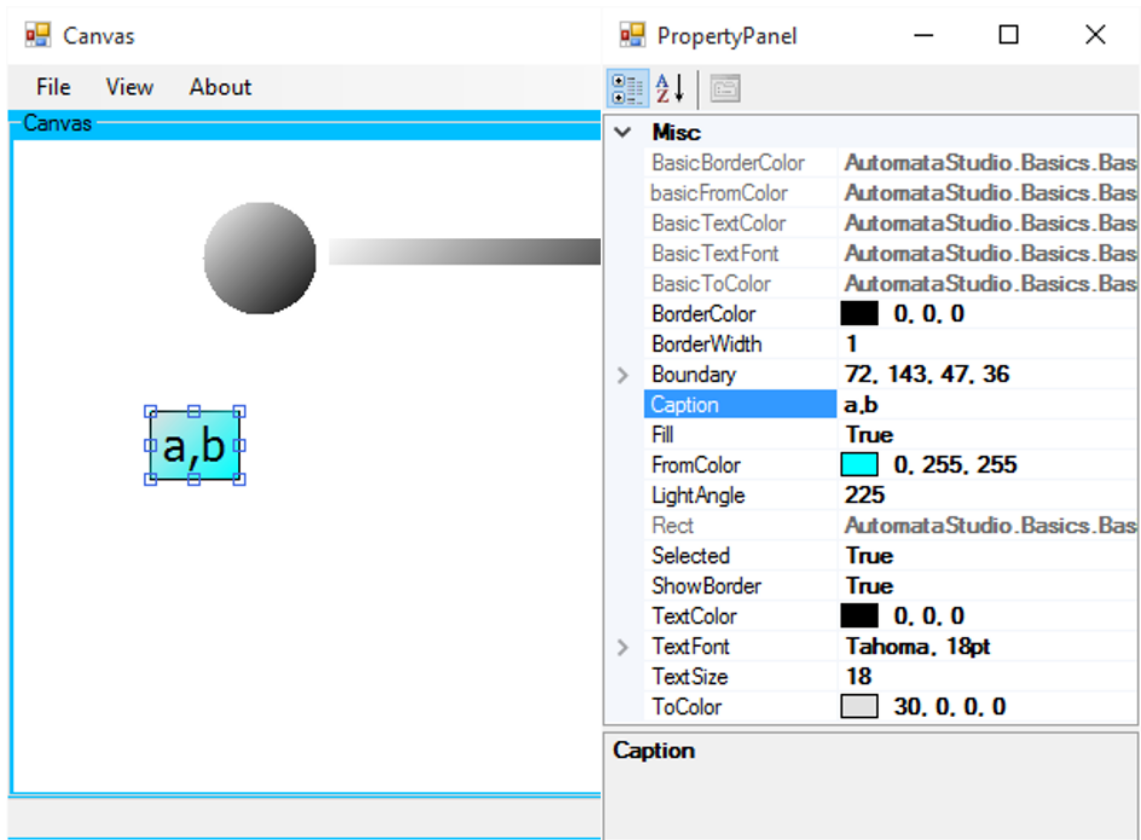 Canvas
File View About
Canvas
a,b
PropertyPanel
A
Z
Misc
BasicBorderColor AutomataStudio.Basics.Bas
basicFromColor AutomataStudio.Basics.Bas
BasicTextColor AutomataStudio.Basics.Bas
BasicTextFont AutomataStudio.Basics.Bas
BasicToColor AutomataStudio.Basics.Bas
BorderColor 0, 0, 0
BorderWidth 1
Boundary 72, 143, 47, 36
Caption a,b
Fill True
FromColor 0, 255, 255
LightAngle 225
Rect AutomataStudio.Basics.Bas
Selected True
ShowBorder True
TextColor 0, 0, 0
TextFont Tahoma, 18pt
TextSize 18
ToColor 30, 0, 0, 0
Caption